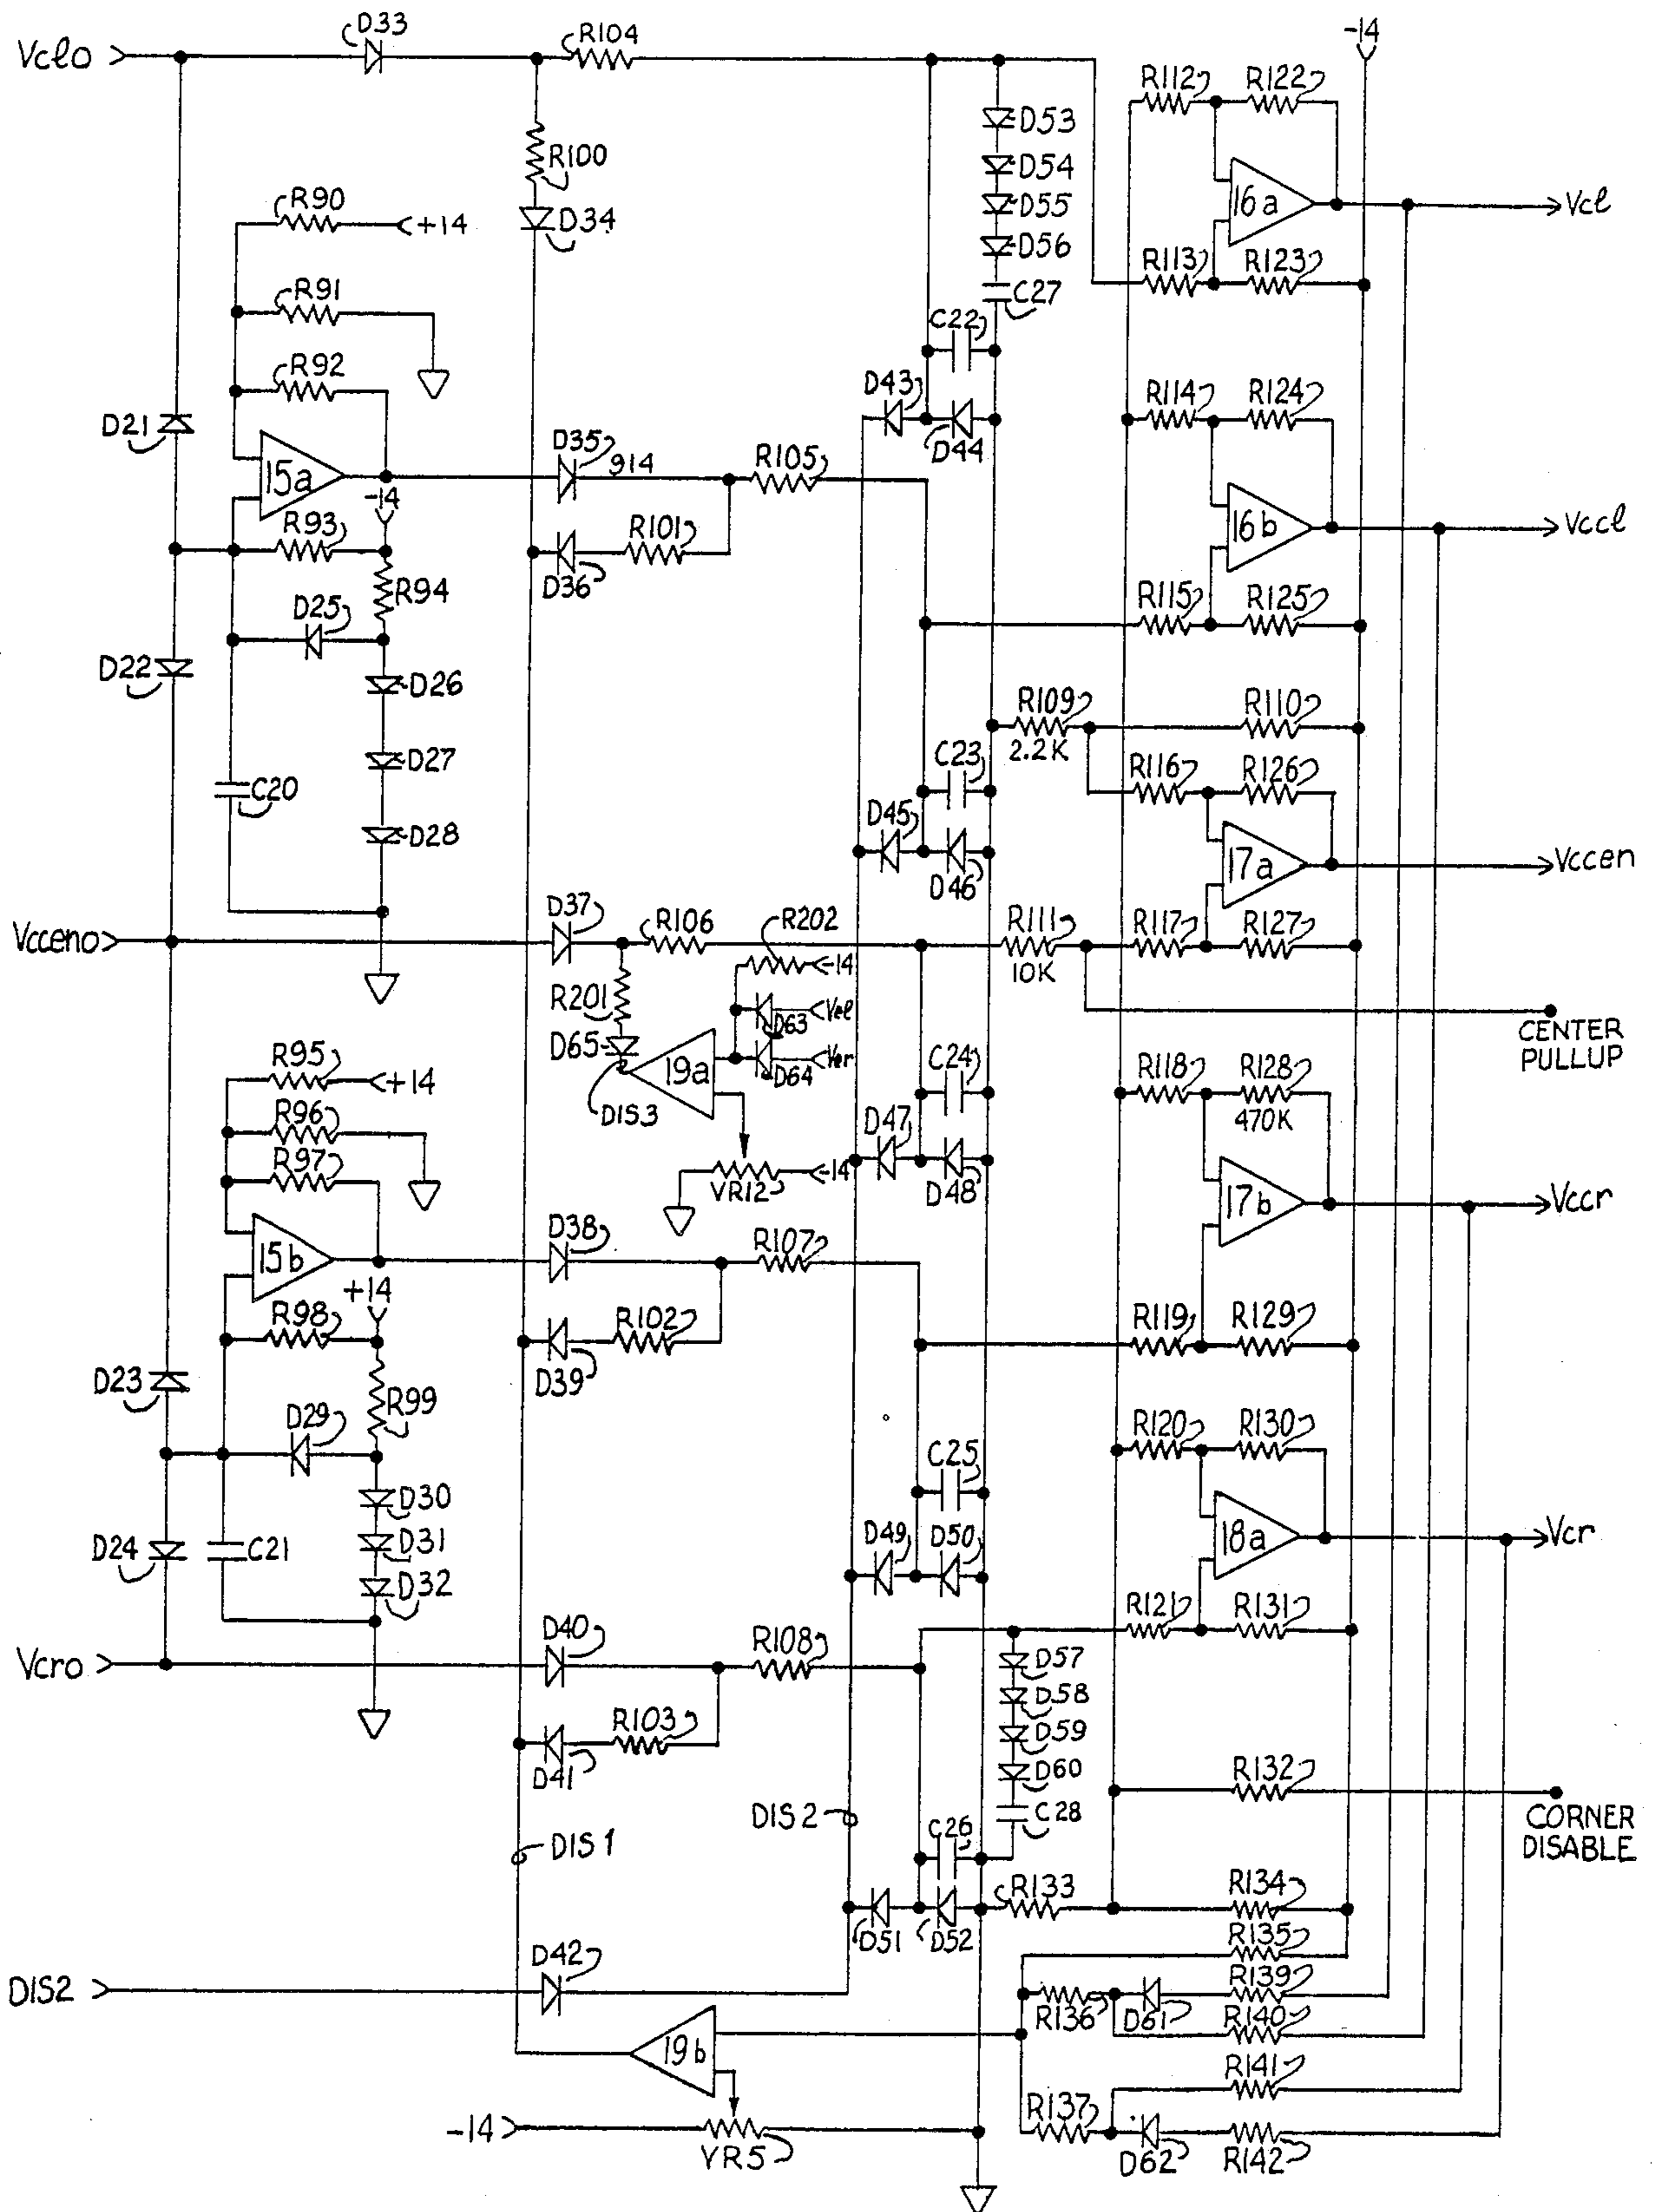 D33
Vclo
R104
-14
R112
R122
D53
R100
D54
16a
Vcl
R90
+14
D34
D55
D56
R113
R123
R91
C27
C22
R92
D43
R114
R124
D21
D44
15a
D35
914
R105
-14
16b
Vccl
R93
R101
D36
R94
R115
R125
D25
D22
D26
R109
2.2K
R110
D27
C23
R116
R126
C20
D45
D28
17a
Vccen
D46
D37
R106
R202
R111
10K
R117
R127
Vcceno
-14
R201
Vel
D63
CENTER
PULLUP
D65
19a
Ver
D64
C24
R118
R128
470K
R95
+14
DIS3
R96
D47
R97
VR12
-14
D48
17b
Vccr
15b
D38
R107
+14
R98
R102
R119
R129
D23
D39
R99
D29
R120
R130
C25
D30
D24
C21
D31
D49
D50
18a
Vcr
D32
R121
R131
D40
R108
Vcro
D57
D58
R103
D59
D41
D60
R132
DIS2
C26
C28
CORNER
DISABLE
DIS1
R133
R134
D51
D52
R135
D42
DIS2
R139
R136
D61
R140
19b
R141
R137
-14
VR5
D62
R142